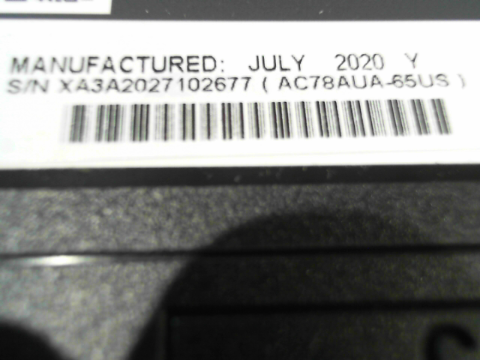 MANUFACTURED: JULY 2020 Y
S/N XA3A2027102677 ( AC78AUA-65US )